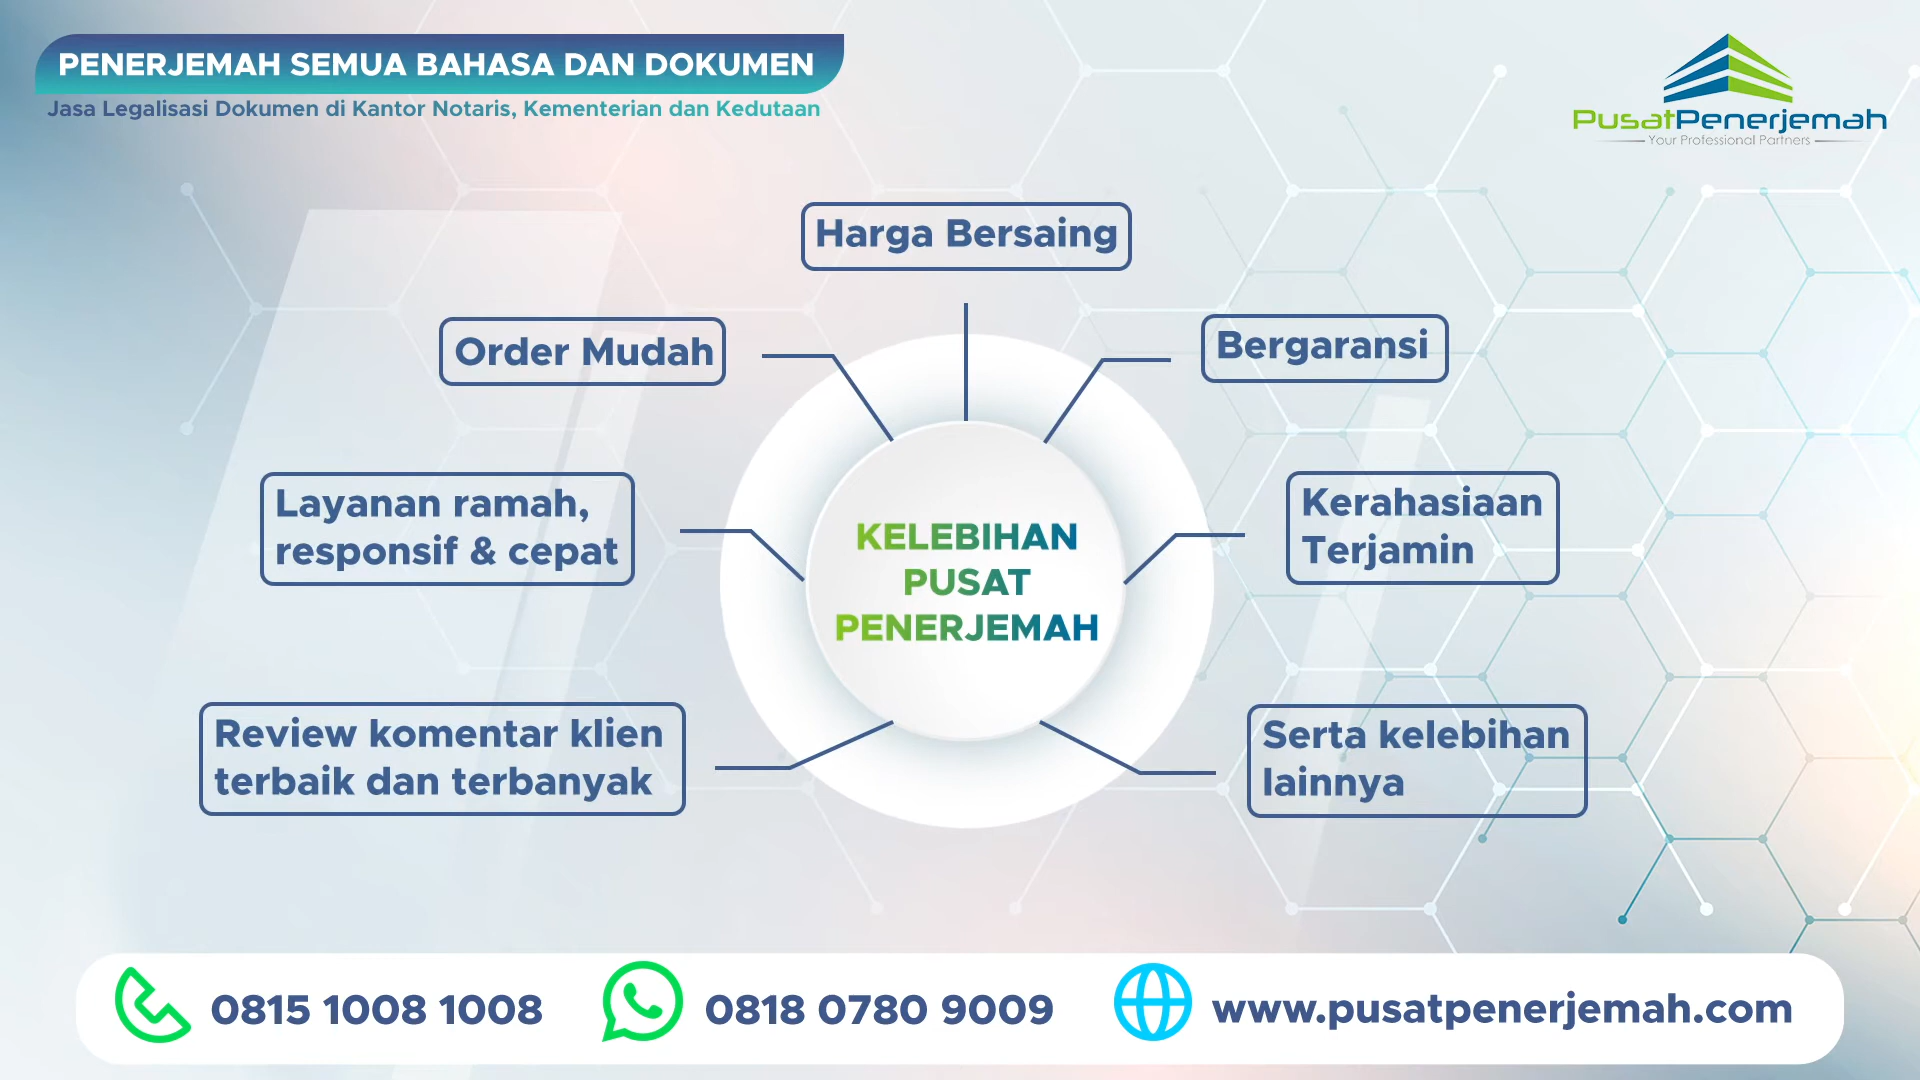 PENERJEMAH SEMUA BAHASA DAN DOKUMEN
Jasa Legalisasi Dokumen di Kantor Notaris, Kementerian dan Kedutaan
PusatPenerjemah
Your Professional Partners
Harga Bersaing
Order Mudah
Bergaransi
Layanan ramah,
responsif & cepat
Kerahasiaan
Terjamin
KELEBIHAN
PUSAT
PENERJEMAH
Review komentar klien
terbaik dan terbanyak
Serta kelebihan
lainnya
0815 1008 1008
0818 0780 9009
www.pusatpenerjemah.com